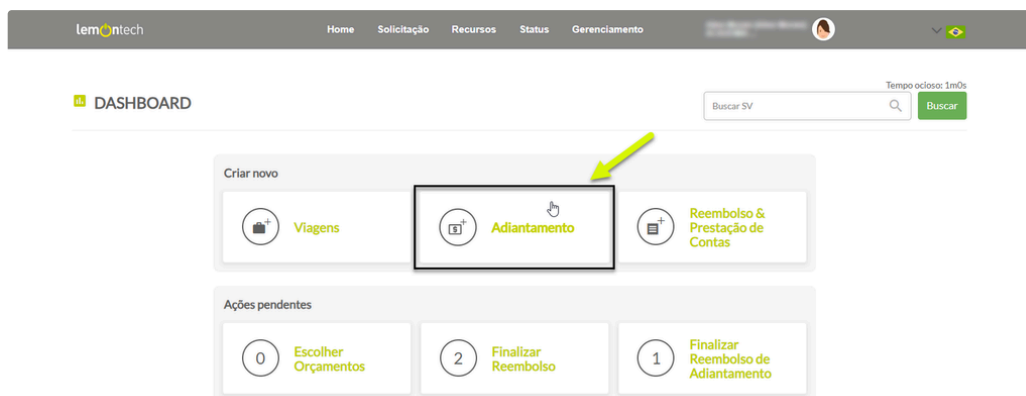 lemontech
Home Solicitação Recursos Status Gerenciamento
Tempo ocioso: 1m0s
DASHBOARD
Buscar SV
Buscar
Criar novo
Viagens
Adiantamento
Reembolso &
Prestação de
Contas
Ações pendentes
0
Escolher
Orçamentos
2
Finalizar
Reembolso
1
Finalizar
Reembolso de
Adiantamento